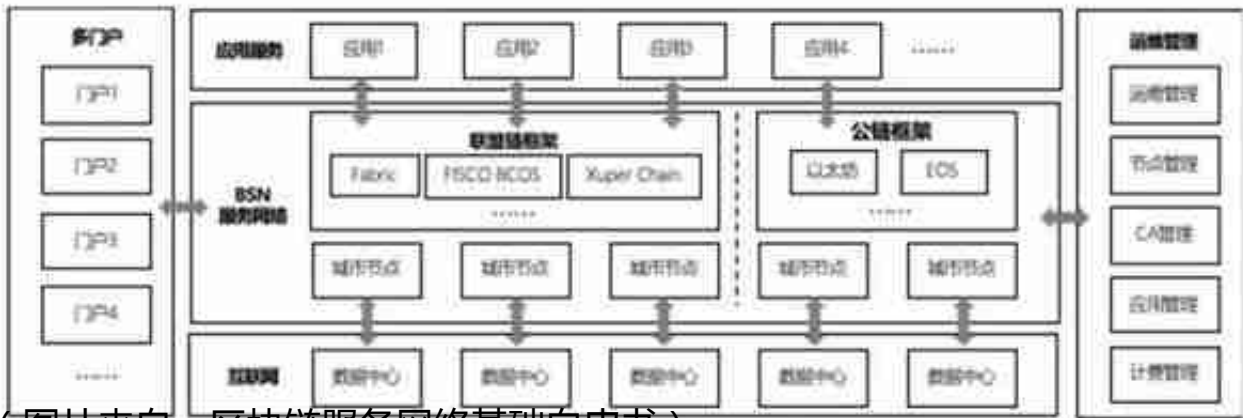 多门户
门户1
门户2
门户3
门户4
……
应用服务
应用1
应用2
应用3
应用4
……
BSN
服务网络
联盟链框架
Fabric
FISCO BCOS
Xuper Chain
……
公链框架
以太坊
EOS
……
城市节点
城市节点
城市节点
城市节点
城市节点
互联网
数据中心
数据中心
数据中心
数据中心
数据中心
运维管理
运维管理
节点管理
CA管理
应用管理
计费管理